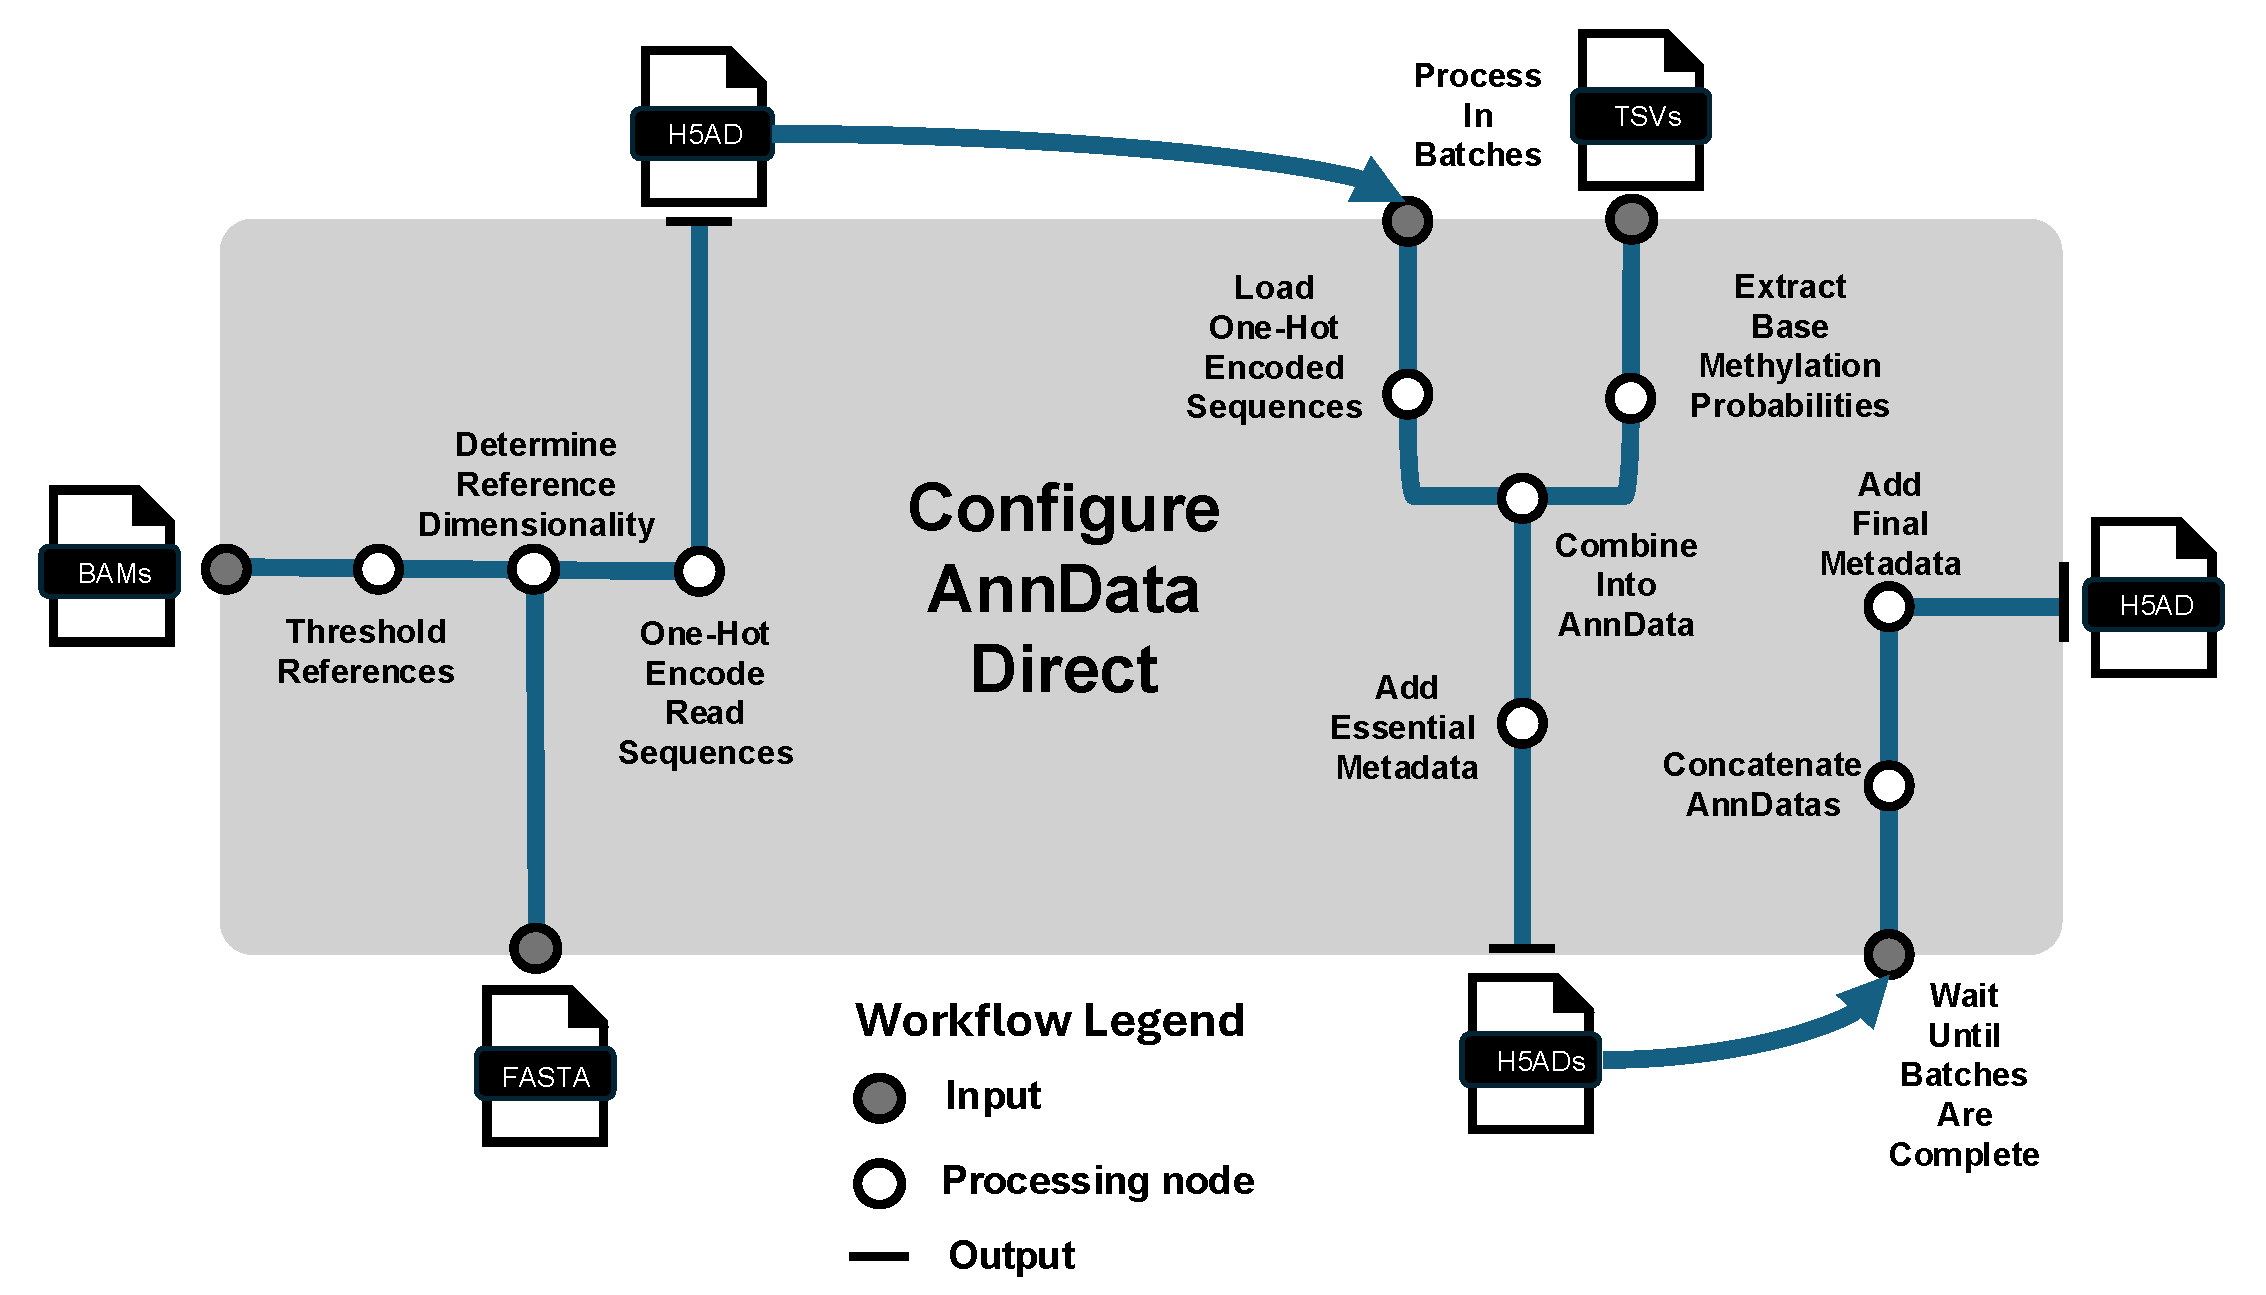 H5AD
Process
In
Batches
TSVs
Load
One-Hot
Encoded
Sequences
Extract
Base
Methylation
Probabilities
Determine
Reference
Dimensionality
BAMs
Threshold
References
One-Hot
Encode
Read
Sequences
Configure
AnnData
Direct
Combine
Into
AnnData
Add
Final
Metadata
H5AD
Add
Essential
Metadata
Concatenate
AnnDatas
FASTA
H5ADs
Wait
Until
Batches
Are
Complete
Workflow Legend
Input
Processing node
Output